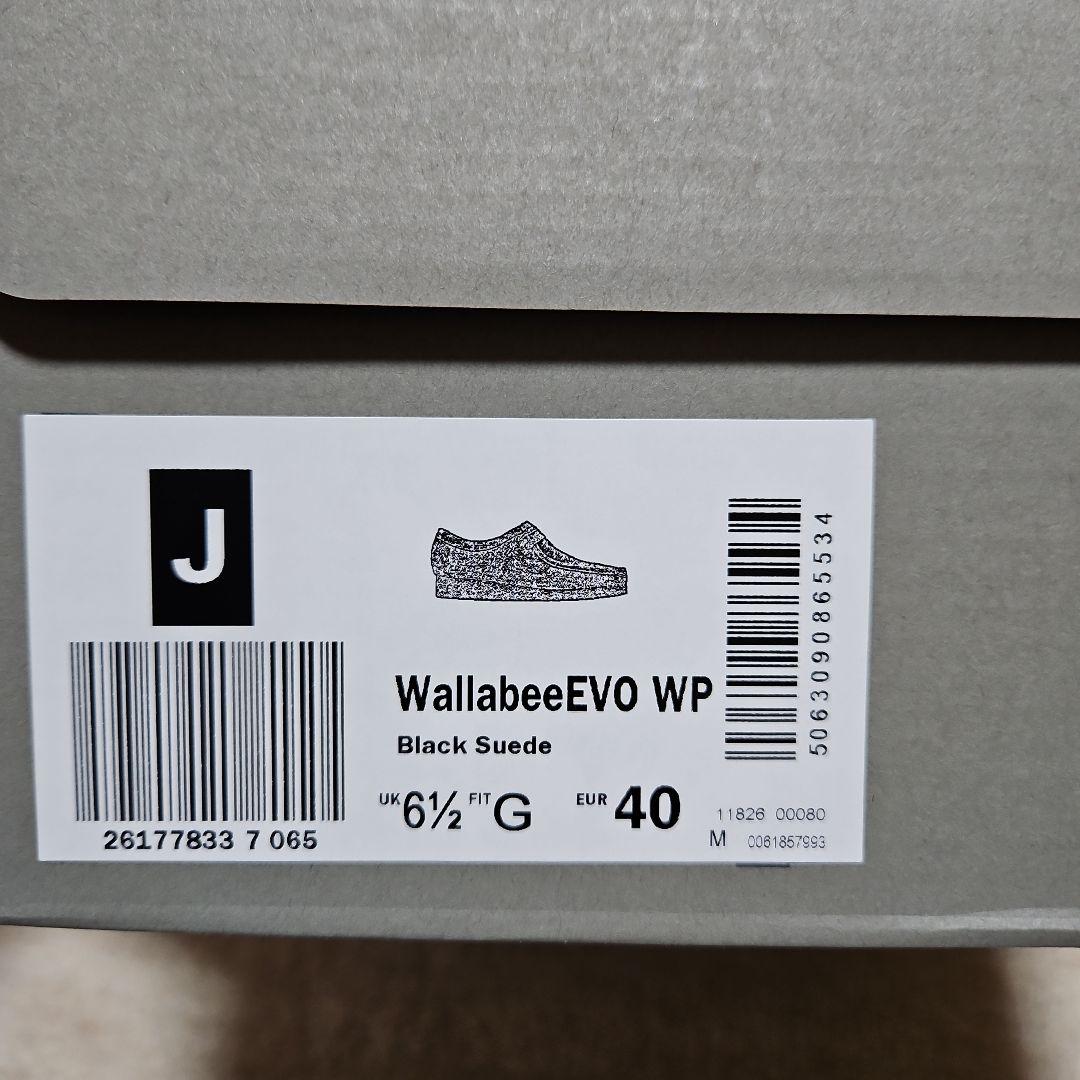 J
26177833 7 065
WallabeeEVO WP
Black Suede
UK 6½ FIT G EUR 40
5063090865534
11826 00080
M 0061857993